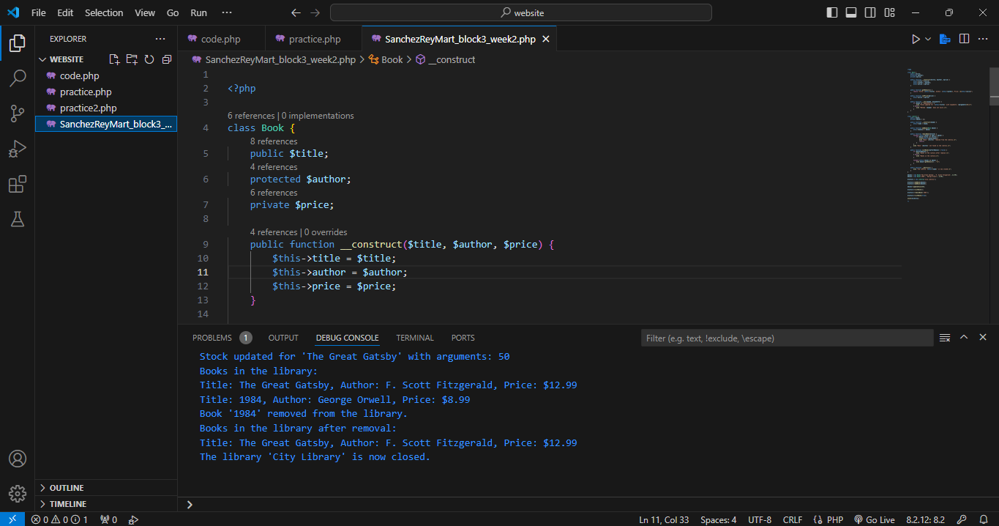 File Edit Selection View Go Run ··· website
EXPLORER ···
WEBSITE
code.php
practice.php
practice2.php
SanchezReyMart_block3_...
OUTLINE
TIMELINE
code.php practice.php SanchezReyMart_block3_week2.php
SanchezReyMart_block3_week2.php > Book > __construct
1
2 <?php
3
6 references | 0 implementations
4 class Book {
8 references
5 public $title;
4 references
6 protected $author;
6 references
7 private $price;
8
4 references | 0 overrides
9 public function __construct($title, $author, $price) {
10 $this->title = $title;
11 $this->author = $author;
12 $this->price = $price;
13 }
14
PROBLEMS 1 OUTPUT DEBUG CONSOLE TERMINAL PORTS Filter (e.g. text, !exclude, \escape)
Stock updated for 'The Great Gatsby' with arguments: 50
Books in the library:
Title: The Great Gatsby, Author: F. Scott Fitzgerald, Price: $12.99
Title: 1984, Author: George Orwell, Price: $8.99
Book '1984' removed from the library.
Books in the library after removal:
Title: The Great Gatsby, Author: F. Scott Fitzgerald, Price: $12.99
The library 'City Library' is now closed.
>
0 0 1 0 Ln 11, Col 33 Spaces: 4 UTF-8 CRLF PHP Go Live 8.2.12: 8.2